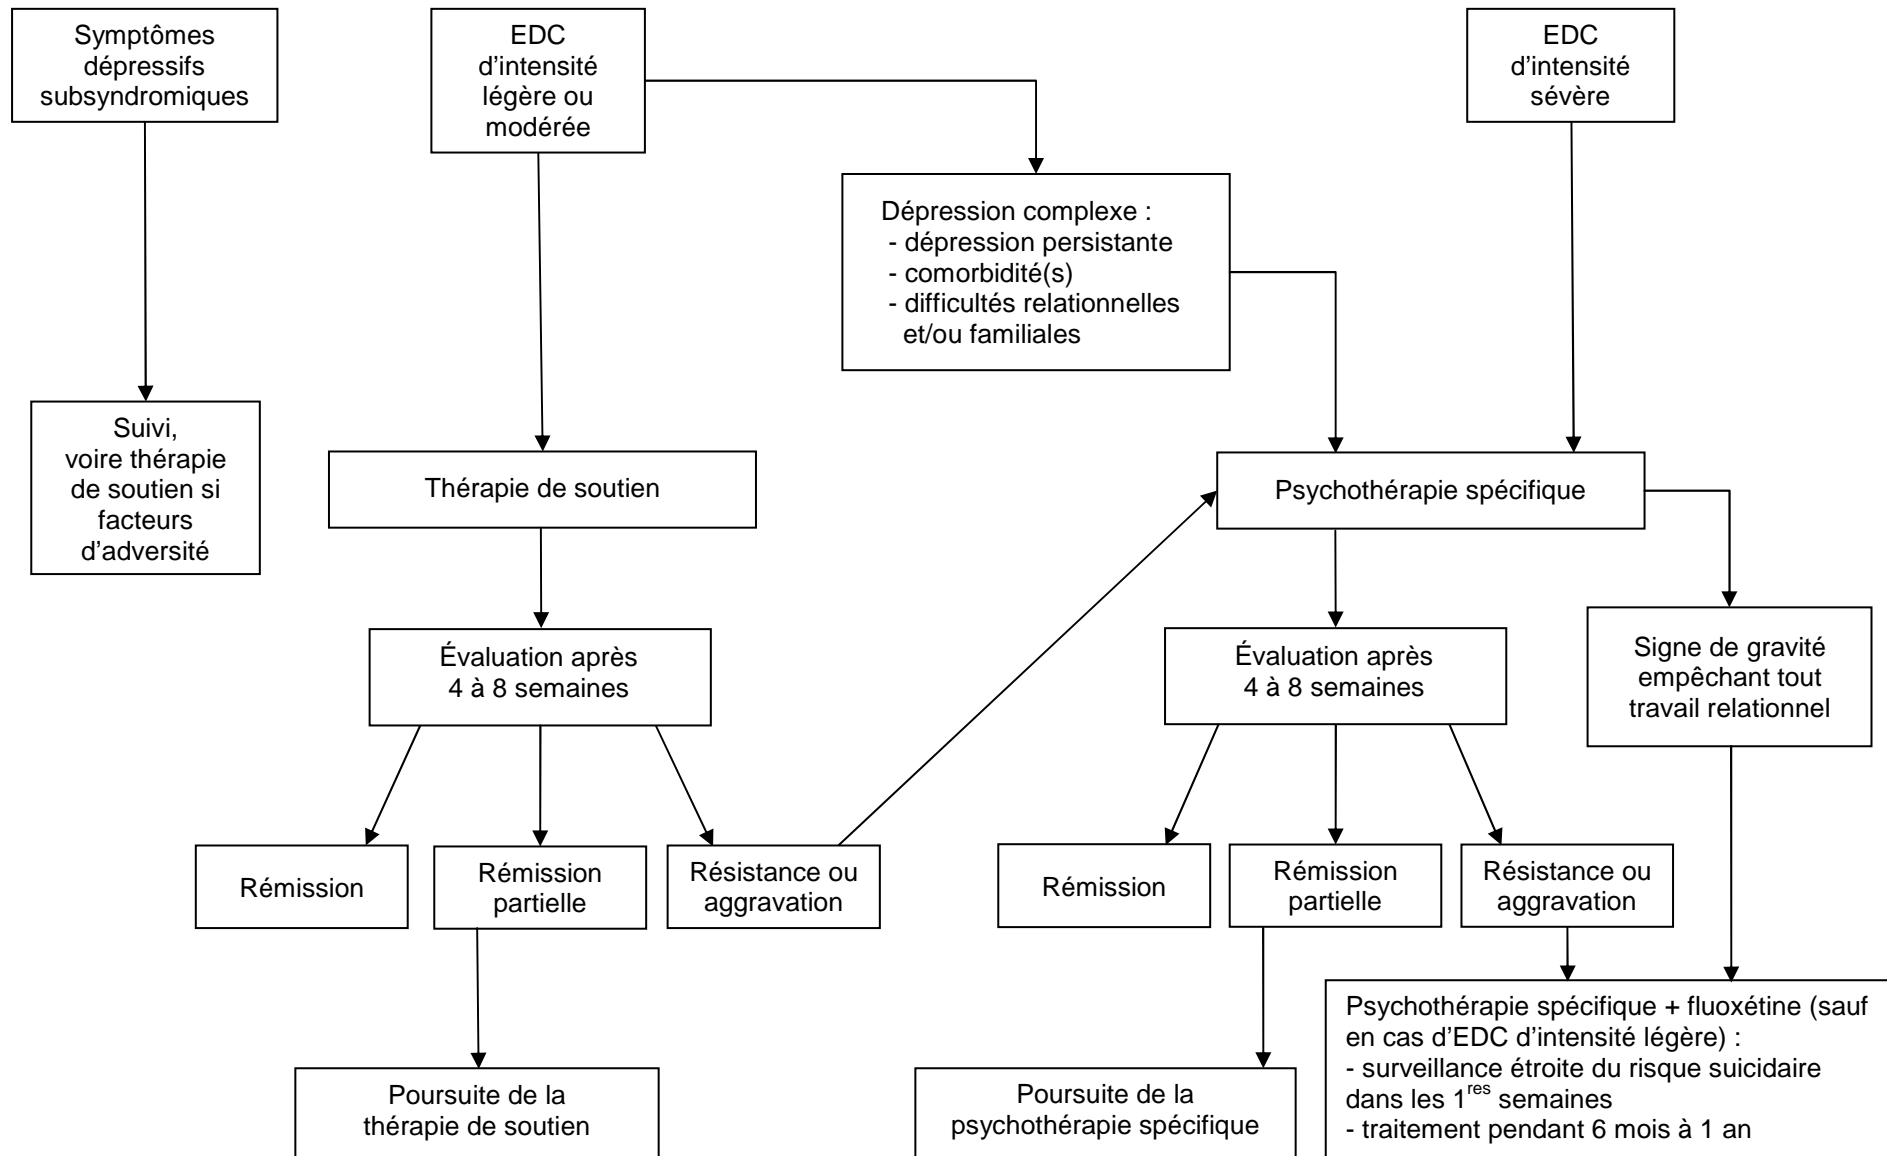 Symptômes
dépressifs
subsyndromiques
EDC
d’intensité
légère ou
modérée
EDC
d’intensité
sévère
Dépression complexe :
- dépression persistante
- comorbidité(s)
- difficultés relationnelles
et/ou familiales
Suivi,
voire thérapie
de soutien si
facteurs
d’adversité
Thérapie de soutien
Psychothérapie spécifique
Évaluation après
4 à 8 semaines
Évaluation après
4 à 8 semaines
Signe de gravité
empêchant tout
travail relationnel
Rémission
Rémission
partielle
Résistance ou
aggravation
Rémission
Rémission
partielle
Résistance ou
aggravation
Poursuite de la
thérapie de soutien
Poursuite de la
psychothérapie spécifique
Psychothérapie spécifique + fluoxétine (sauf
en cas d’EDC d’intensité légère) :
- surveillance étroite du risque suicidaire
dans les 1res semaines
- traitement pendant 6 mois à 1 an